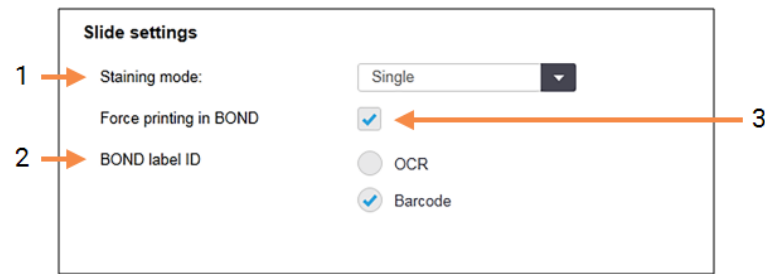 Slide settings
1 Staining mode: Single
Force printing in BOND 3
2 BOND label ID OCR
Barcode